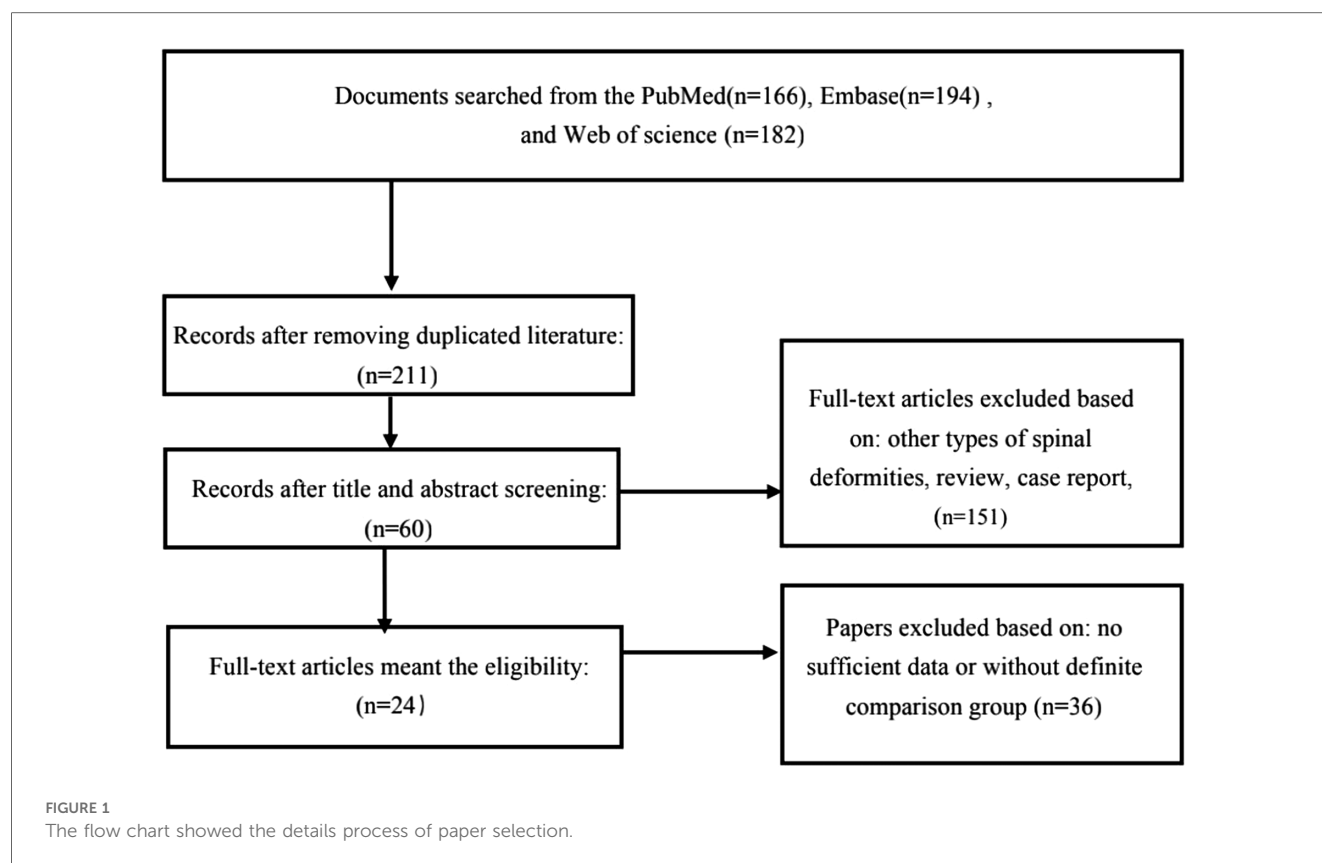 Documents searched from the PubMed(n=166), Embase(n=194) ,
and Web of science (n=182)
Records after removing duplicated literature:
(n=211)
Records after title and abstract screening:
(n=60)
Full-text articles excluded based
on: other types of spinal
deformities, review, case report,
(n=151)
Full-text articles meant the eligibility:
(n=24)
Papers excluded based on: no
sufficient data or without definite
comparison group (n=36)
FIGURE 1
The flow chart showed the details process of paper selection.